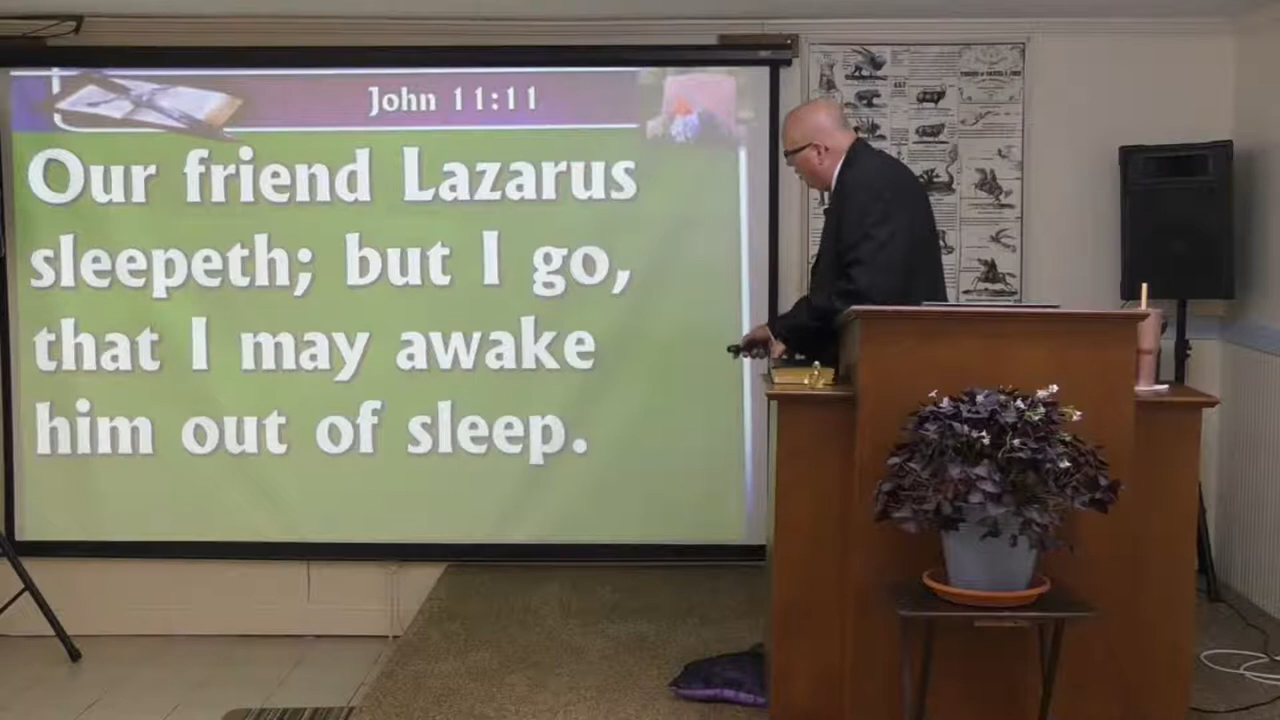 John 11:11
Our friend Lazarus
sleepeth; but I go,
that I may awake
him out of sleep.